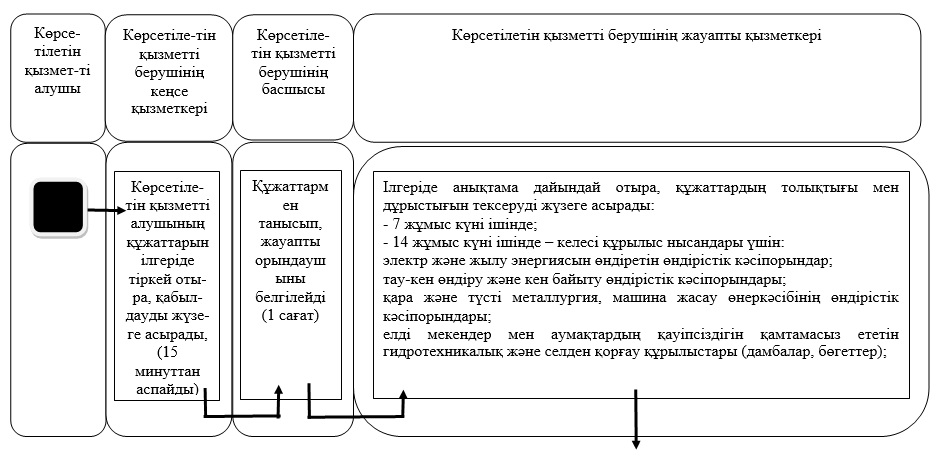 Көрсе-
тілетін
қызмет-ті
алушы
Көрсетіле-тін
қызметті
берушінің
кеңсе
қызметкері
Көрсетіле-
тін қызметті
берушінің
басшысы
Көрсетілетін қызметті берушінің жауапты қызметкері
Көрсетіле-
тін қызметті
алушының
құжаттарын
ілгеріде
тіркей оты-
ра, қабыл-
дауды жүзе-
ге асырады,
(15
минуттан
аспайды)
Құжаттарм
ен
танысып,
жауапты
орындауш
ыны
белгілейді
(1 сағат)
Ілгеріде анықтама дайындай отыра, құжаттардың толықтығы мен
дұрыстығын тексеруді жүзеге асырады:
- 7 жұмыс күні ішінде;
- 14 жұмыс күні ішінде – келесі құрылыс нысандары үшін:
электр және жылу энергиясын өндіретін өндірістік кәсіпорындар;
тау-кен өндіру және кен байыту өндірістік кәсіпорындары;
қара және түсті металлургия, машина жасау өнеркәсібінің өндірістік
кәсіпорындары;
елді мекендер мен аумақтардың қауіпсіздігін қамтамасыз ететін
гидротехникалық және селден қорғау құрылыстары (дамбалар, бөгеттер);